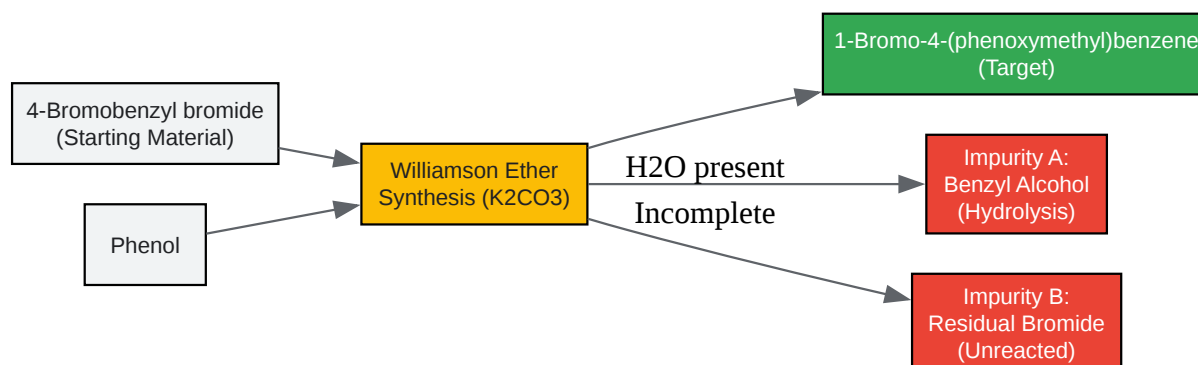 1-Bromo-4-(phenoxymethyl)benzene
(Target)
4-Bromobenzyl bromide
(Starting Material)
Williamson Ether
Synthesis (K2CO3)
H2O present
Impurity A:
Benzyl Alcohol
(Hydrolysis)
Phenol
Incomplete
Impurity B:
Residual Bromide
(Unreacted)